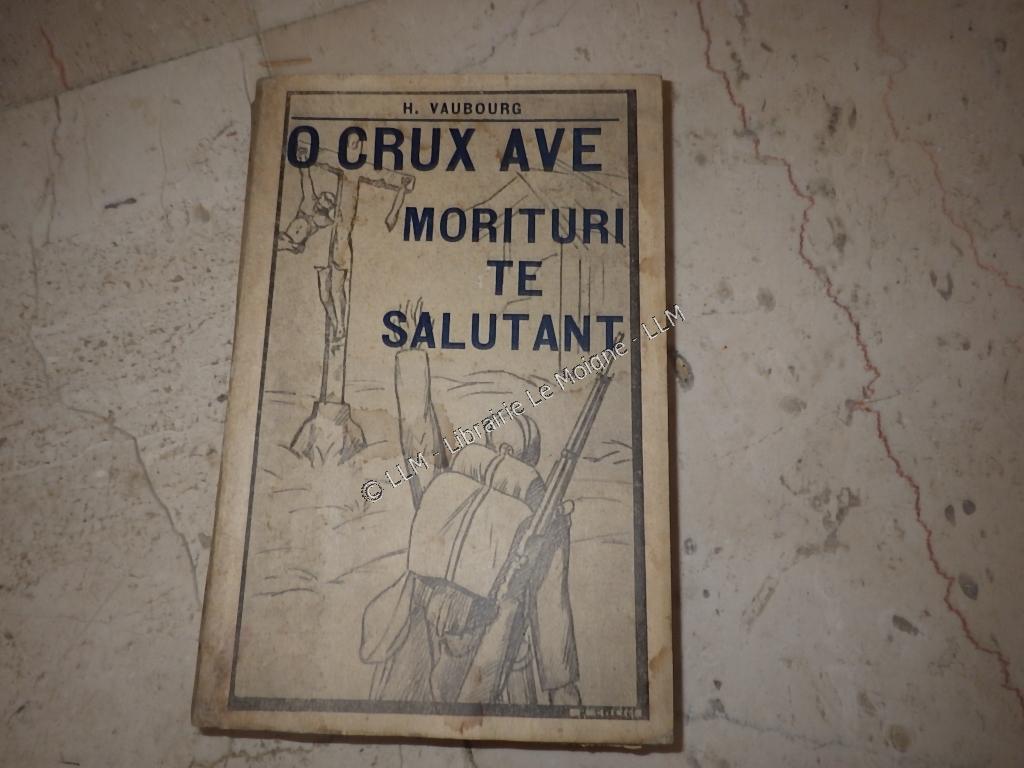 H. VAUBOURG
O CRUX AVE
MORITURI
TE
SALUTANT
© LLM - Librairie Le Moigne - LLM